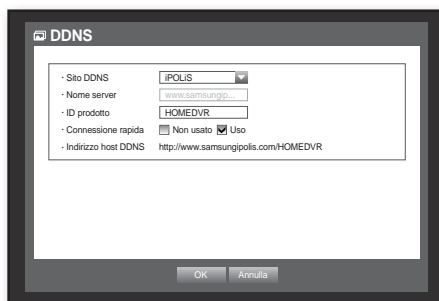 DDNS
· Sito DDNS iPOLiS
· Nome server www.samsungip...
· ID prodotto HOMEDVR
· Connessione rapida Non usato Uso
· Indirizzo host DDNS http://www.samsungipolis.com/HOMEDVR
OK Annulla